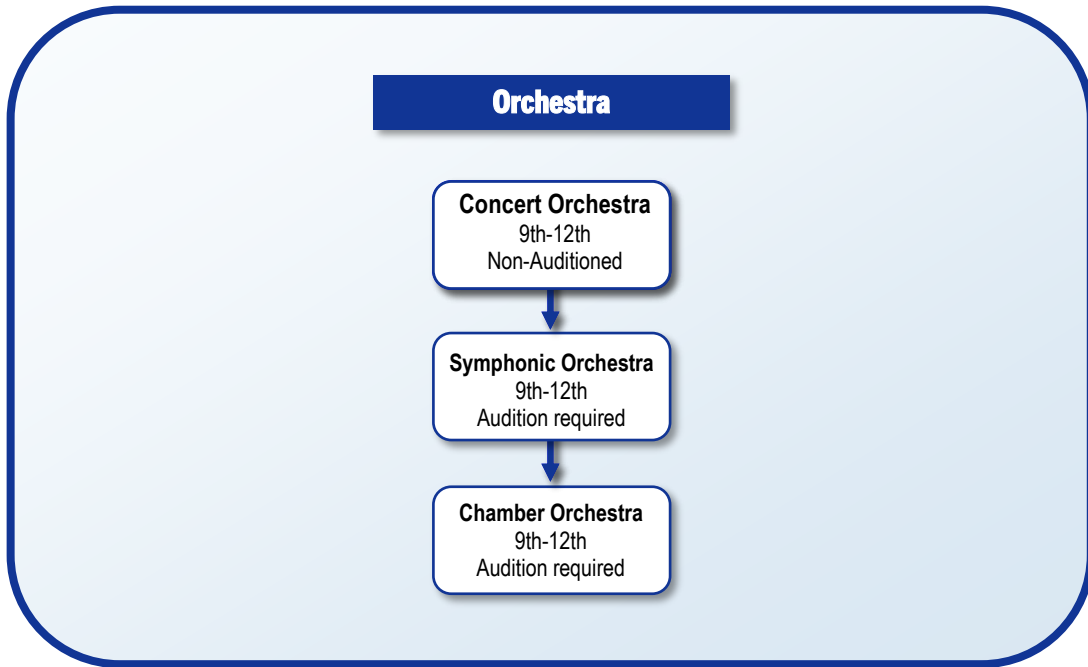 Orchestra
Concert Orchestra
9th-12th
Non-Auditioned
Symphonic Orchestra
9th-12th
Audition required
Chamber Orchestra
9th-12th
Audition required